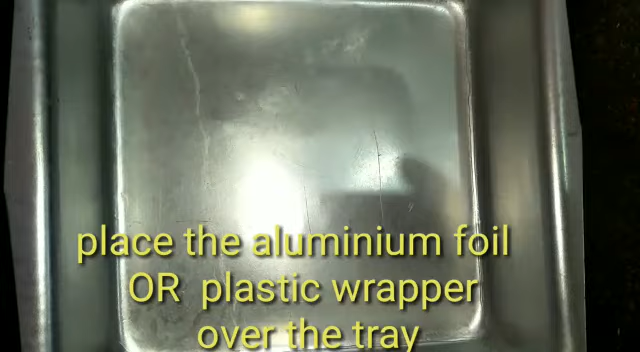 place the aluminium foil
OR plastic wrapper
over the tray